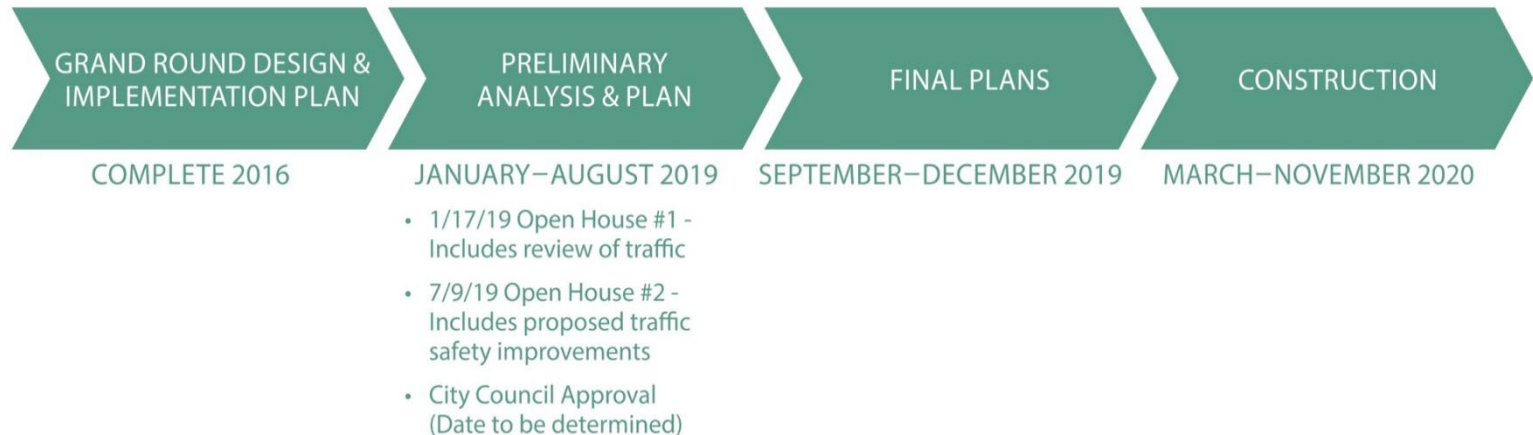 GRAND ROUND DESIGN &
IMPLEMENTATION PLAN
COMPLETE 2016
PRELIMINARY
ANALYSIS & PLAN
JANUARY–AUGUST 2019
• 1/17/19 Open House #1 -
Includes review of traffic
• 7/9/19 Open House #2 -
Includes proposed traffic
safety improvements
• City Council Approval
(Date to be determined)
FINAL PLANS
SEPTEMBER–DECEMBER 2019
CONSTRUCTION
MARCH–NOVEMBER 2020